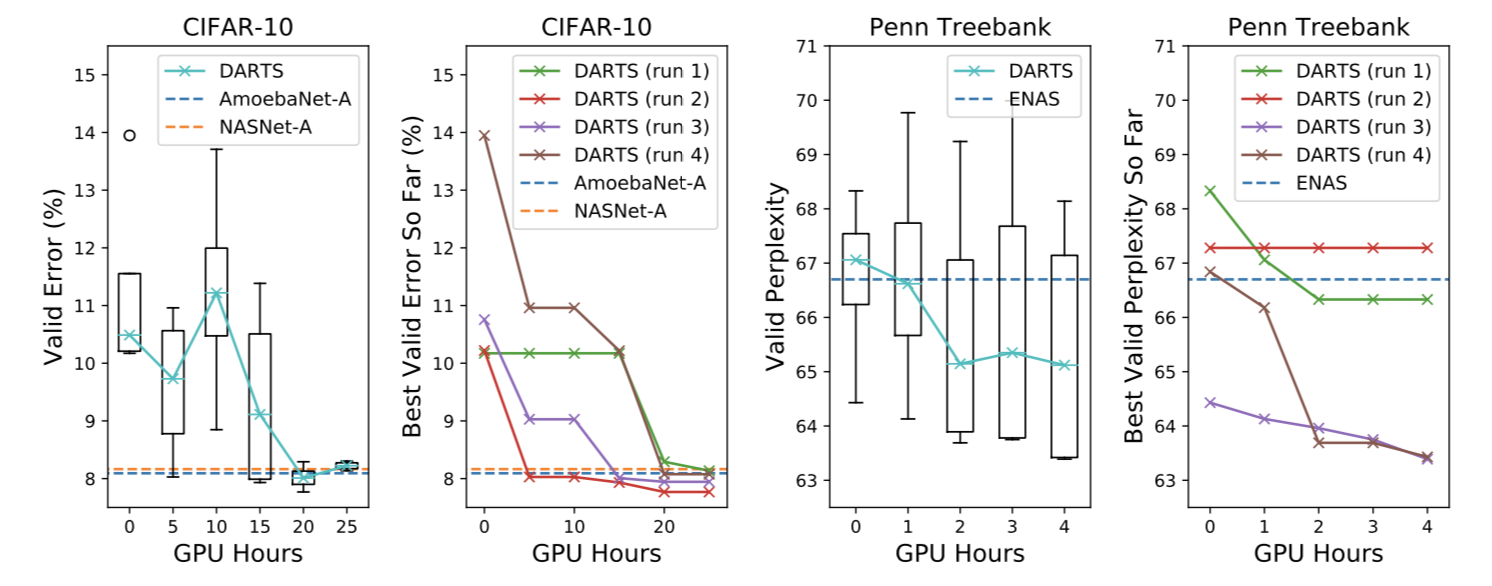 CIFAR-10
Valid Error (%)
15
14
13
12
11
10
9
8
DARTS
AmoebaNet-A
NASNet-A
0 5 10 15 20 25
GPU Hours
CIFAR-10
Best Valid Error So Far (%)
15
14
13
12
11
10
9
8
DARTS (run 1)
DARTS (run 2)
DARTS (run 3)
DARTS (run 4)
AmoebaNet-A
NASNet-A
0 10 20
GPU Hours
Penn Treebank
Valid Perplexity
71
70
69
68
67
66
65
64
63
DARTS
ENAS
0 1 2 3 4
GPU Hours
Penn Treebank
Best Valid Perplexity So Far
71
70
69
68
67
66
65
64
63
DARTS (run 1)
DARTS (run 2)
DARTS (run 3)
DARTS (run 4)
ENAS
0 1 2 3 4
GPU Hours